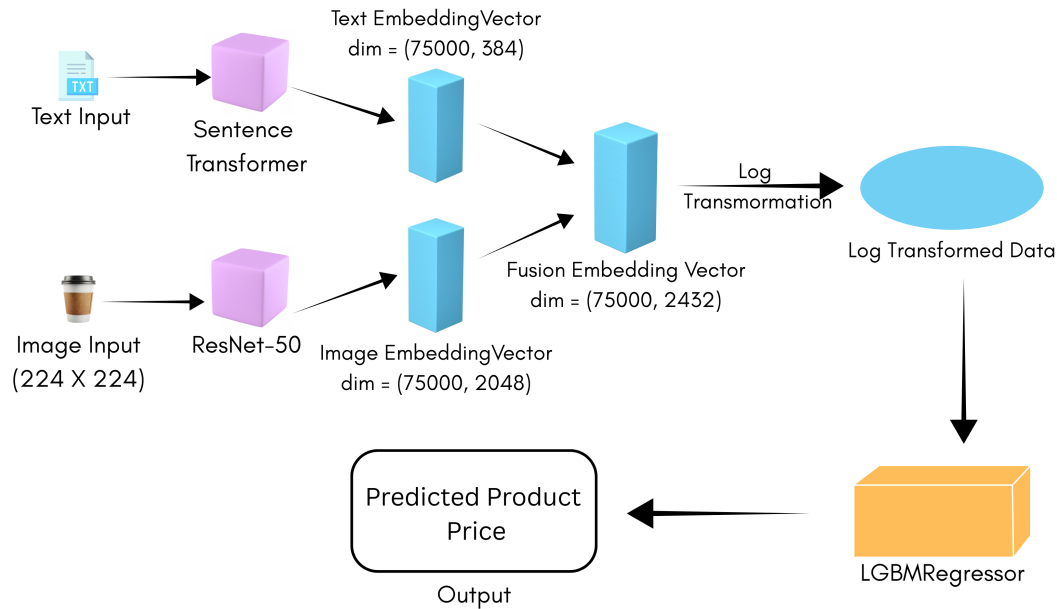 Text EmbeddingVector
dim = (75000, 384)
TXT
Text Input
Sentence
Transformer
Log
Transmormation
Log Transformed Data
Fusion Embedding Vector
dim = (75000, 2432)
Image Input
(224 X 224)
ResNet-50
Image EmbeddingVector
dim = (75000, 2048)
Predicted Product
Price
Output
LGBMRegressor